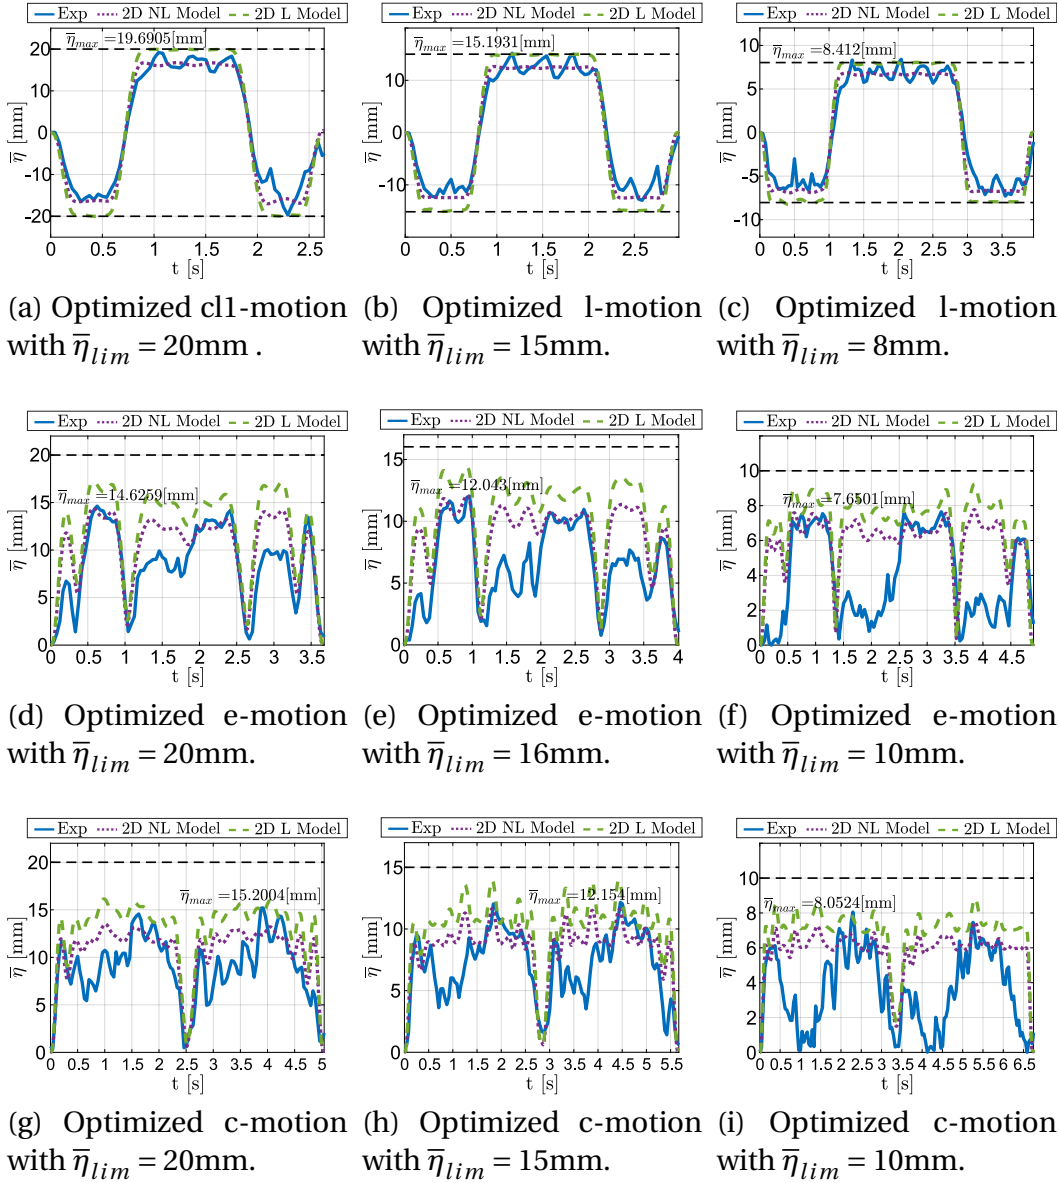 Exp 2D NL Model 2D L Model
η̅max =19.6905[mm]
20
10
0
-10
-20
η̅ [mm]
0 0.5 1 1.5 2 2.5
t [s]
(a) Optimized cl1-motion
with η̅lim = 20mm .
Exp 2D NL Model 2D L Model
η̅max =15.1931[mm]
10
0
-10
η̅ [mm]
0 0.5 1 1.5 2 2.5
t [s]
(b) Optimized l-motion
with η̅lim = 15mm.
Exp 2D NL Model 2D L Model
η̅max =8.412[mm]
10
5
0
-5
-10
η̅ [mm]
0 0.5 1 1.5 2 2.5 3 3.5
t [s]
(c) Optimized l-motion
with η̅lim = 8mm.
Exp 2D NL Model 2D L Model
η̅max =14.6259[mm]
20
15
10
5
0
η̅ [mm]
0 0.5 1 1.5 2 2.5 3 3.5
t [s]
(d) Optimized e-motion
with η̅lim = 20mm.
Exp 2D NL Model 2D L Model
η̅max =12.043[mm]
15
10
5
0
η̅ [mm]
0 0.5 1 1.5 2 2.5 3 3.5 4
t [s]
(e) Optimized e-motion
with η̅lim = 16mm.
Exp 2D NL Model 2D L Model
η̅max =7.6501[mm]
10
8
6
4
2
0
η̅ [mm]
0 0.5 1 1.5 2 2.5 3 3.5 4 4.5
t [s]
(f) Optimized e-motion
with η̅lim = 10mm.
Exp 2D NL Model 2D L Model
η̅max =15.2004[mm]
20
15
10
5
0
η̅ [mm]
0 0.5 1 1.5 2 2.5 3 3.5 4 4.5 5
t [s]
(g) Optimized c-motion
with η̅lim = 20mm.
Exp 2D NL Model 2D L Model
η̅max =12.154[mm]
15
10
5
0
η̅ [mm]
0 0.5 1 1.5 2 2.5 3 3.5 4 4.5 5 5.5
t [s]
(h) Optimized c-motion
with η̅lim = 15mm.
Exp 2D NL Model 2D L Model
η̅max =8.0524[mm]
10
8
6
4
2
0
η̅ [mm]
0 0.5 1 1.5 2 2.5 3 3.5 4 4.5 5 5.5 6 6.5
t [s]
(i) Optimized c-motion
with η̅lim = 10mm.